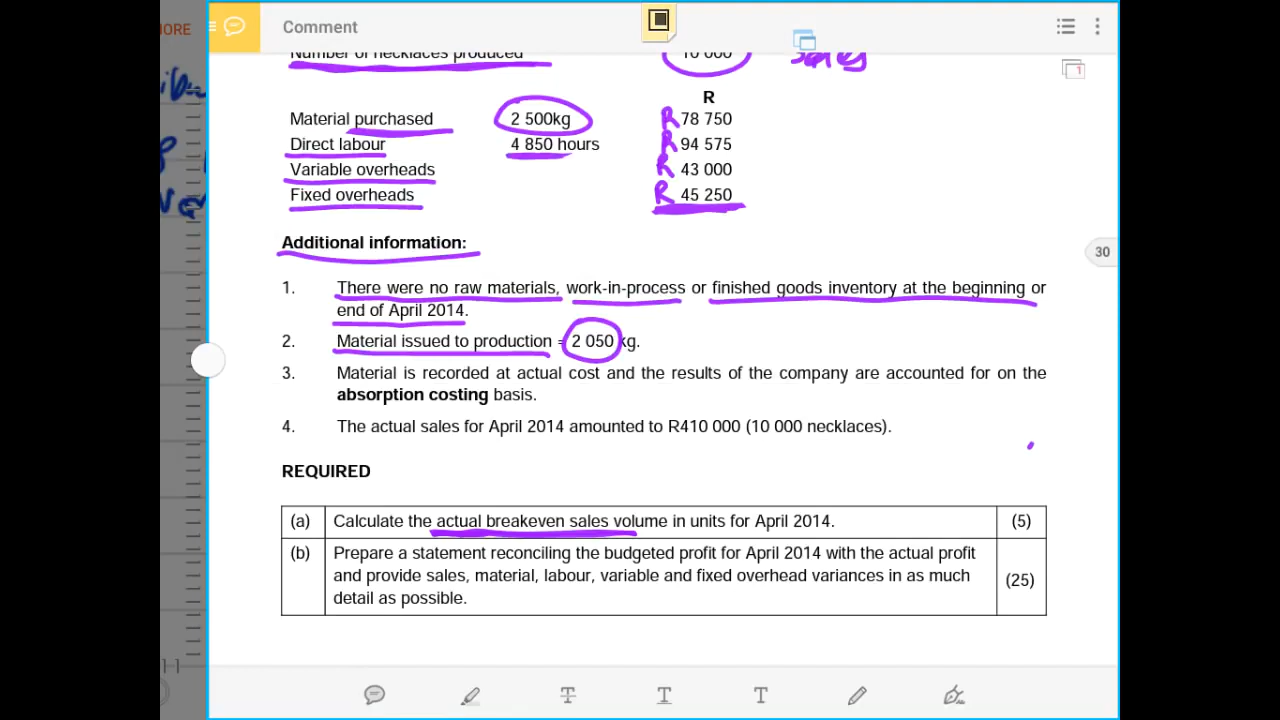 ORE
Comment
Number of necklaces produced 10 000 sales
R
Material purchased 2 500kg R 78 750
Direct labour 4 850 hours R 94 575
Variable overheads R 43 000
Fixed overheads R 45 250
Additional information:
30
1. There were no raw materials, work-in-process or finished goods inventory at the beginning or
end of April 2014.
2. Material issued to production = 2 050 kg.
3. Material is recorded at actual cost and the results of the company are accounted for on the
absorption costing basis.
4. The actual sales for April 2014 amounted to R410 000 (10 000 necklaces).
REQUIRED
(a) Calculate the actual breakeven sales volume in units for April 2014. (5)
(b) Prepare a statement reconciling the budgeted profit for April 2014 with the actual profit
and provide sales, material, labour, variable and fixed overhead variances in as much
detail as possible. (25)